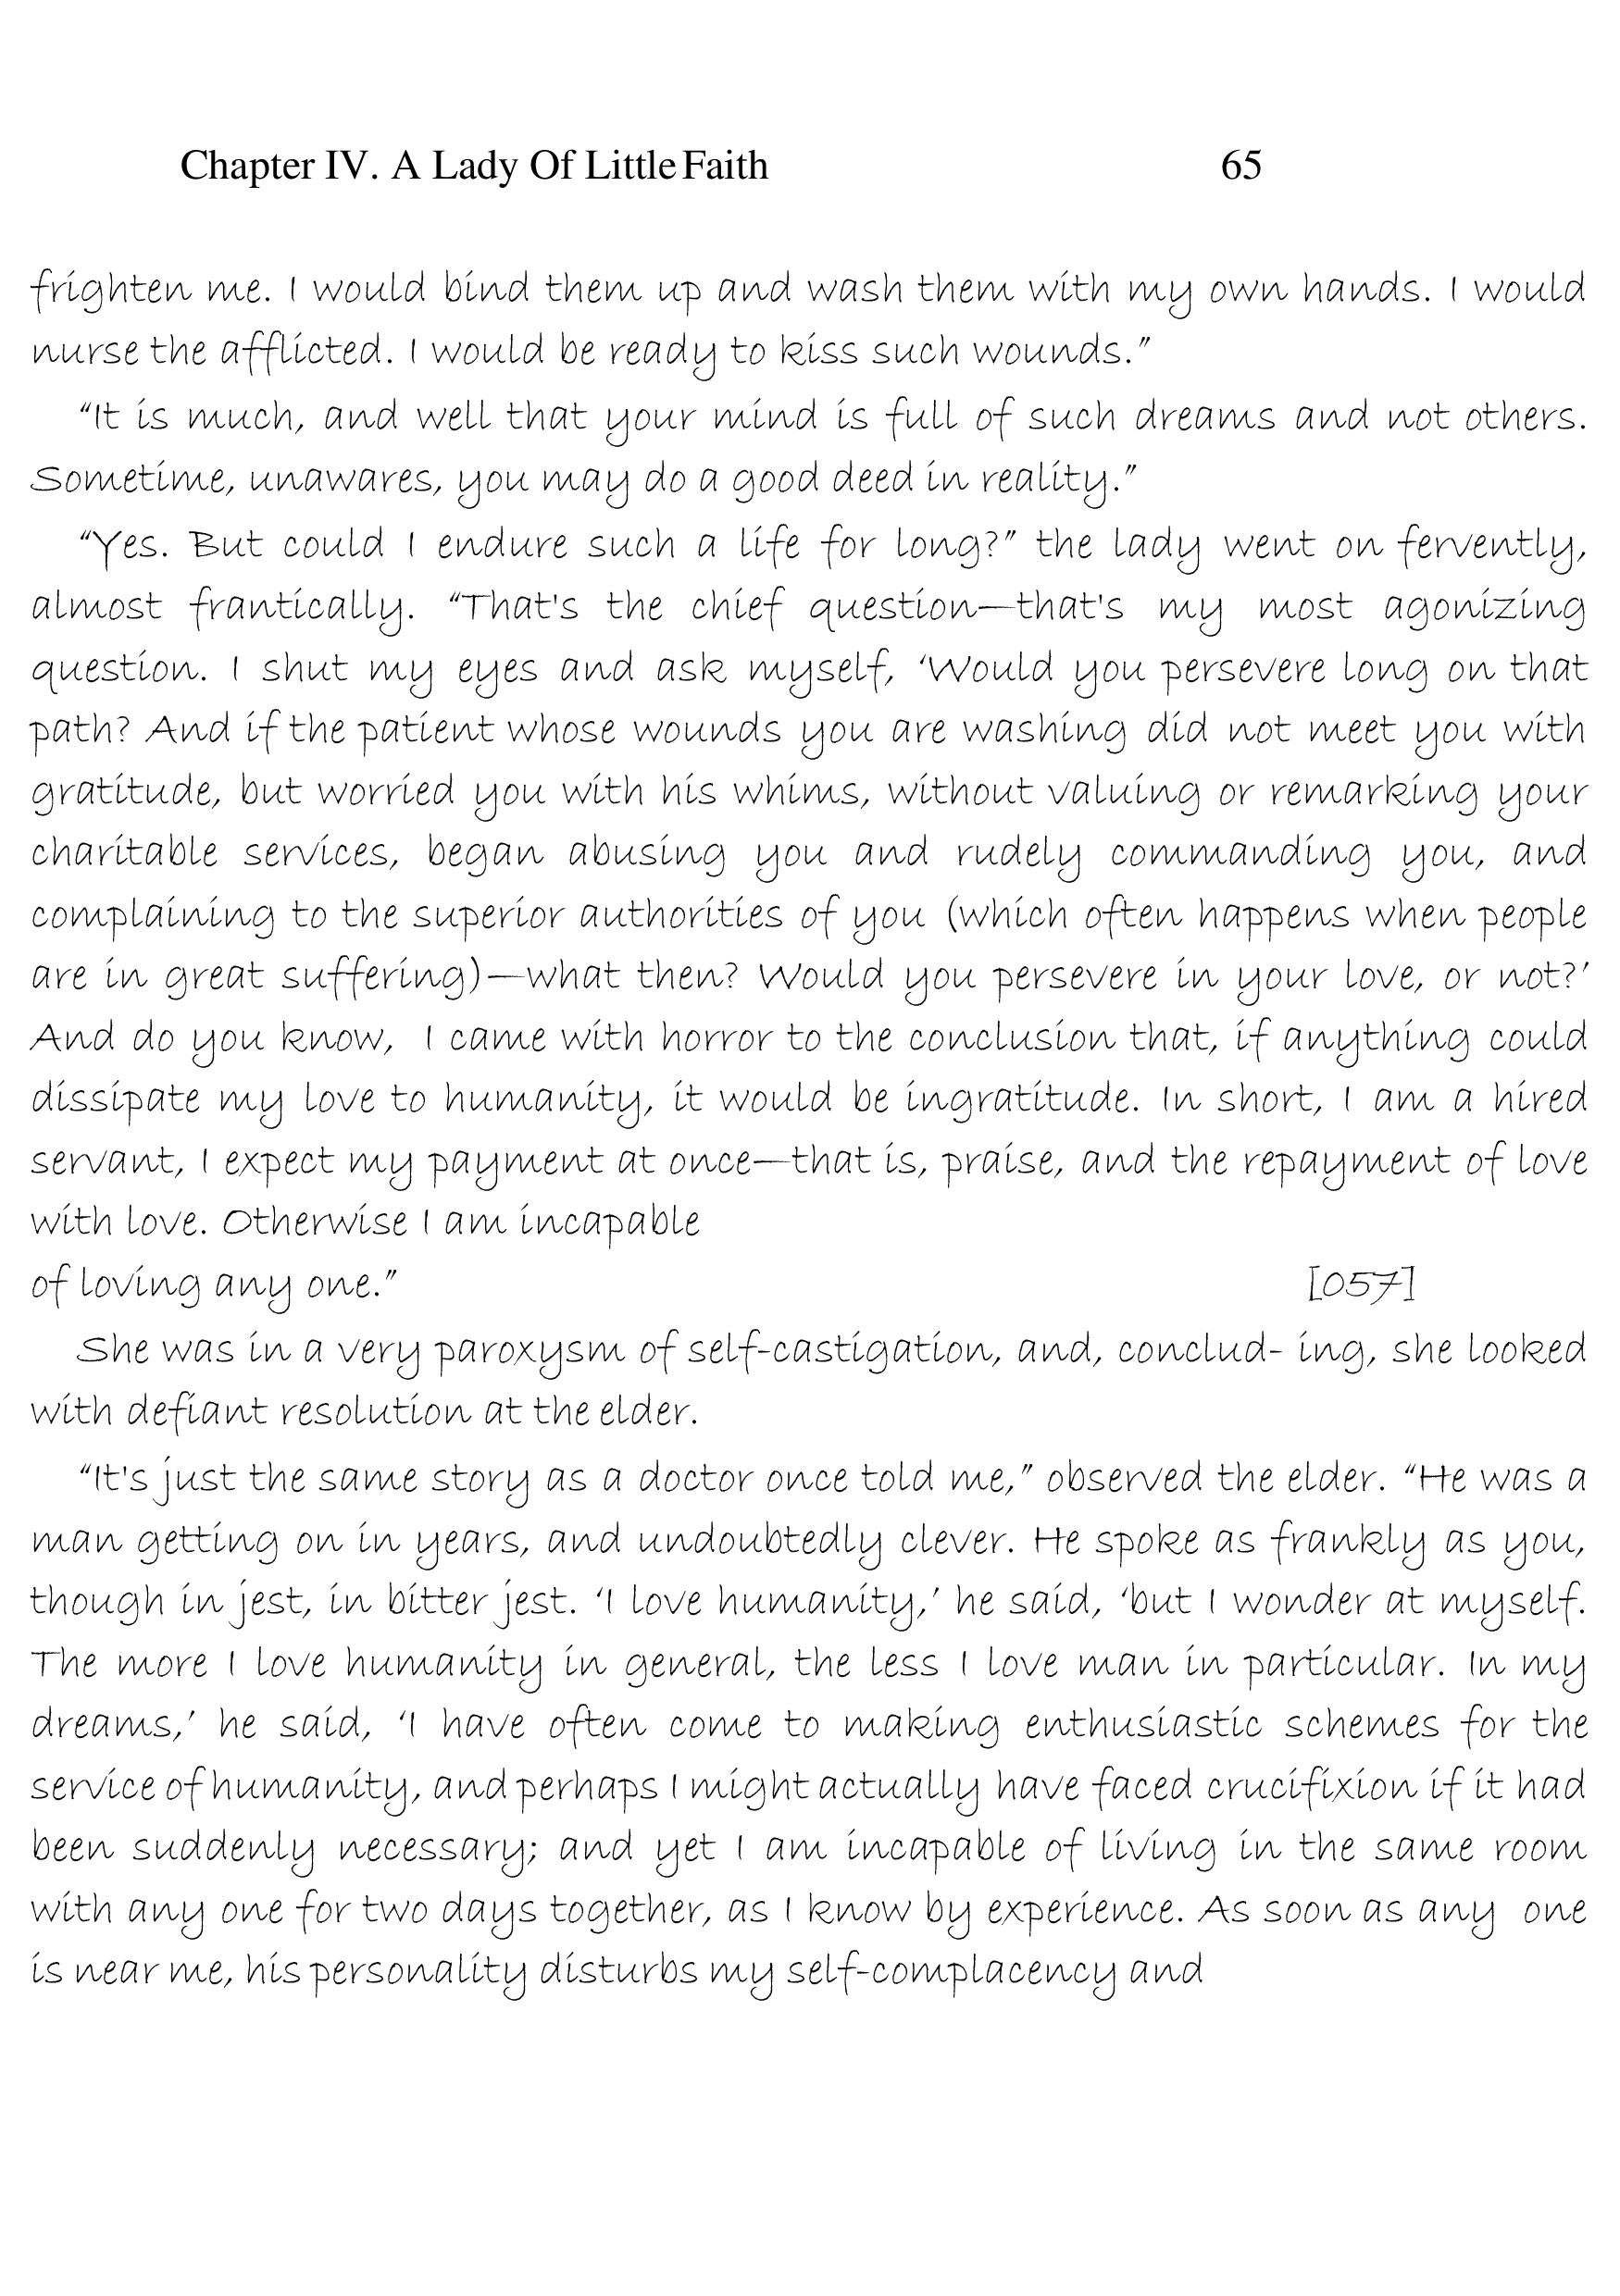 Chapter IV. A Lady Of Little Faith 65
frighten me. I would bind them up and wash them with my own hands. I would
nurse the afflicted. I would be ready to kiss such wounds.”
“It is much, and well that your mind is full of such dreams and not others.
Sometime, unawares, you may do a good deed in reality.”
“Yes. But could I endure such a life for long?” the lady went on fervently,
almost frantically. “That's the chief question—that's my most agonizing
question. I shut my eyes and ask myself, ‘Would you persevere long on that
path? And if the patient whose wounds you are washing did not meet you with
gratitude, but worried you with his whims, without valuing or remarking your
charitable services, began abusing you and rudely commanding you, and
complaining to the superior authorities of you (which often happens when people
are in great suffering)—what then? Would you persevere in your love, or not?’
And do you know, I came with horror to the conclusion that, if anything could
dissipate my love to humanity, it would be ingratitude. In short, I am a hired
servant, I expect my payment at once—that is, praise, and the repayment of love
with love. Otherwise I am incapable
of loving any one.” [057]
She was in a very paroxysm of self-castigation, and, conclud- ing, she looked
with defiant resolution at the elder.
“It's just the same story as a doctor once told me,” observed the elder. “He was a
man getting on in years, and undoubtedly clever. He spoke as frankly as you,
though in jest, in bitter jest. ‘I love humanity,’ he said, ‘but I wonder at myself.
The more I love humanity in general, the less I love man in particular. In my
dreams,’ he said, ‘I have often come to making enthusiastic schemes for the
service of humanity, and perhaps I might actually have faced crucifixion if it had
been suddenly necessary; and yet I am incapable of living in the same room
with any one for two days together, as I know by experience. As soon as any one
is near me, his personality disturbs my self-complacency and